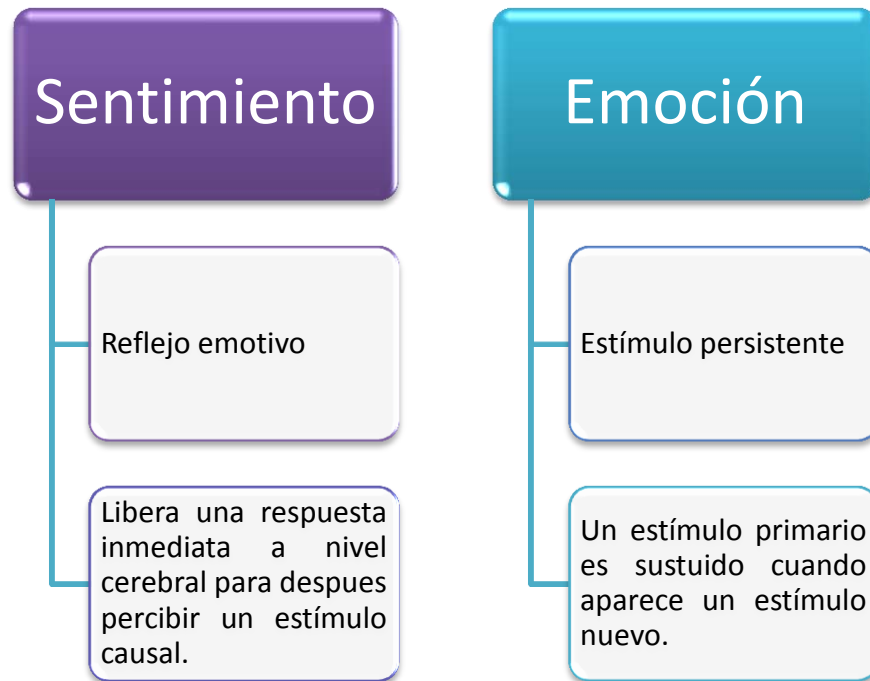 Sentimiento
Reflejo emotivo
Libera una respuesta
inmediata a nivel
cerebral para despues
percibir un estímulo
causal.
Emoción
Estímulo persistente
Un estímulo primario
es sustuido cuando
aparece un estímulo
nuevo.